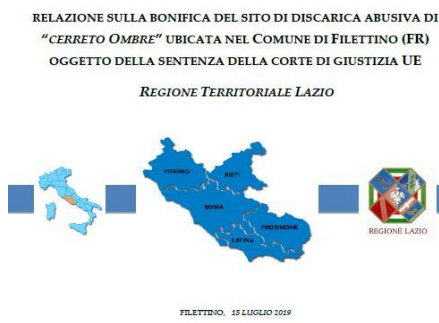 RELAZIONE SULLA BONIFICA DEL SITO DI DISCARICA ABUSIVA DI
"CERRETO OMBRE" UBICATA NEL COMUNE DI FILETTINO (FR)
OGGETTO DELLA SENTENZA DELLA CORTE DI GIUSTIZIA UE
REGIONE TERRITORIALE LAZIO
VITERBO
RIETI
ROMA
FROSINONE
LATINA
REGIONE LAZIO
FILETTINO, 15 LUGLIO 2019